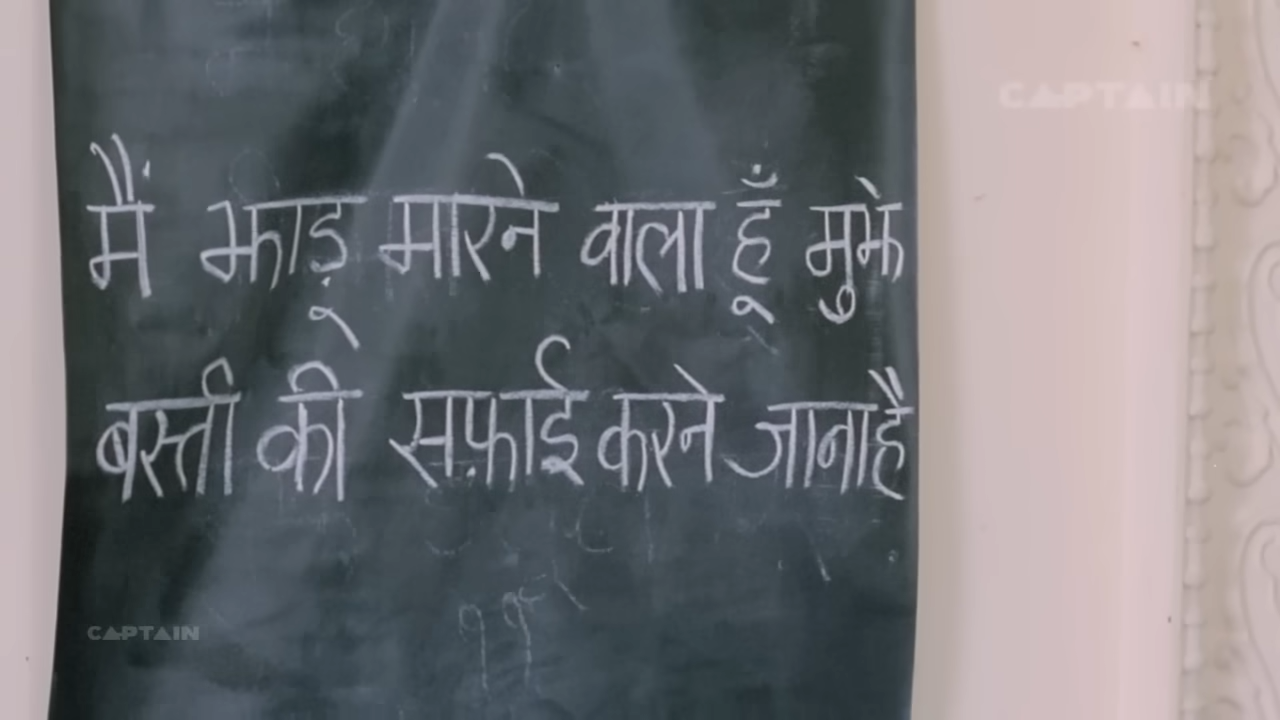 CAPTAIN
मैं झाड़ू मारने वाला हूँ मुझे
बस्ती की सफ़ाई करने जाना है
CAPTAIN